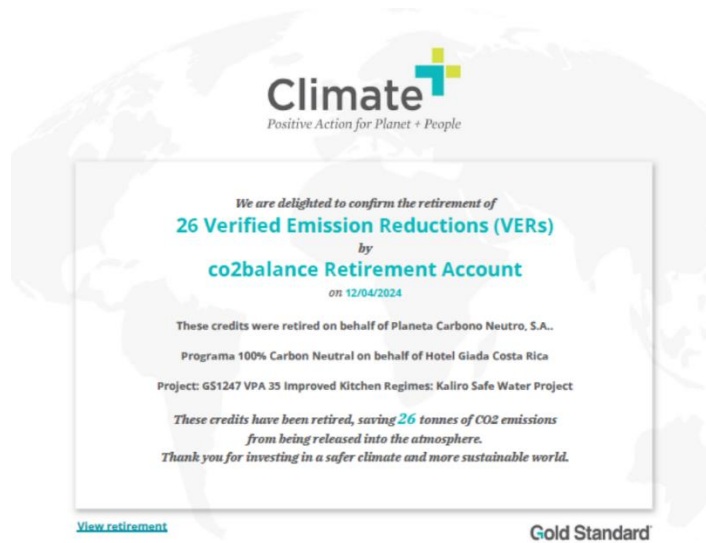 Climate+
Positive Action for Planet + People
We are delighted to confirm the retirement of
26 Verified Emission Reductions (VERs)
by
co2balance Retirement Account
on 12/04/2024
These credits were retired on behalf of Planeta Carbono Neutro, S.A..
Programa 100% Carbon Neutral on behalf of Hotel Giada Costa Rica
Project: GS1247 VPA 35 Improved Kitchen Regimes: Kaliro Safe Water Project
These credits have been retired, saving 26 tonnes of CO2 emissions
from being released into the atmosphere.
Thank you for investing in a safer climate and more sustainable world.
View retirement
Gold Standard